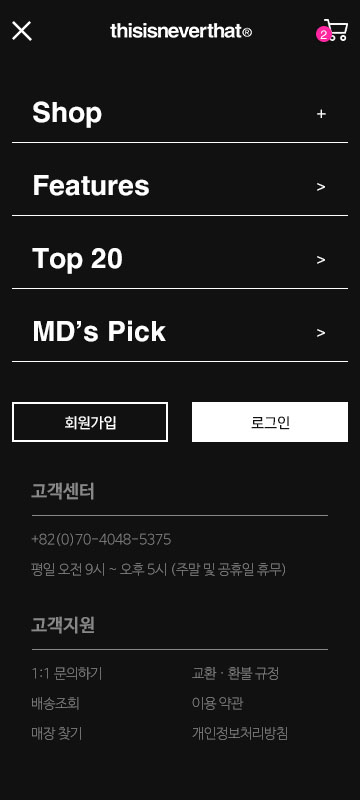 thisisneverthat®
2
Shop +
Features >
Top 20 >
MD's Pick >
회원가입 로그인
고객센터
+82(0)70-4048-5375
평일 오전 9시 ~ 오후 5시 (주말 및 공휴일 휴무)
고객지원
1:1 문의하기 교환 · 환불 규정
배송조회 이용 약관
매장 찾기 개인정보처리방침